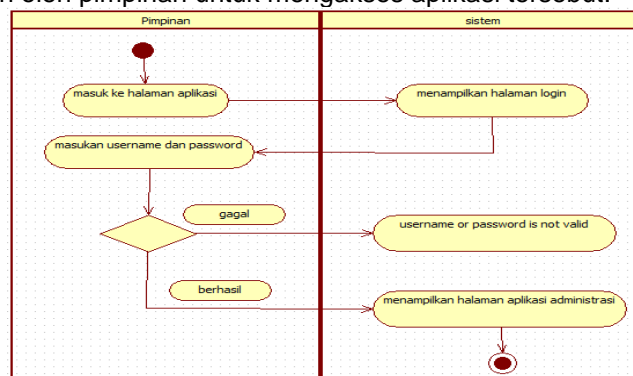 oleh pimpinan untuk mengakses aplikasi tersebut.
Pimpinan
sistem
masuk ke halaman aplikasi
menampilkan halaman login
masukan username dan password
gagal
username or password is not valid
berhasil
menampilkan halaman aplikasi administrasi